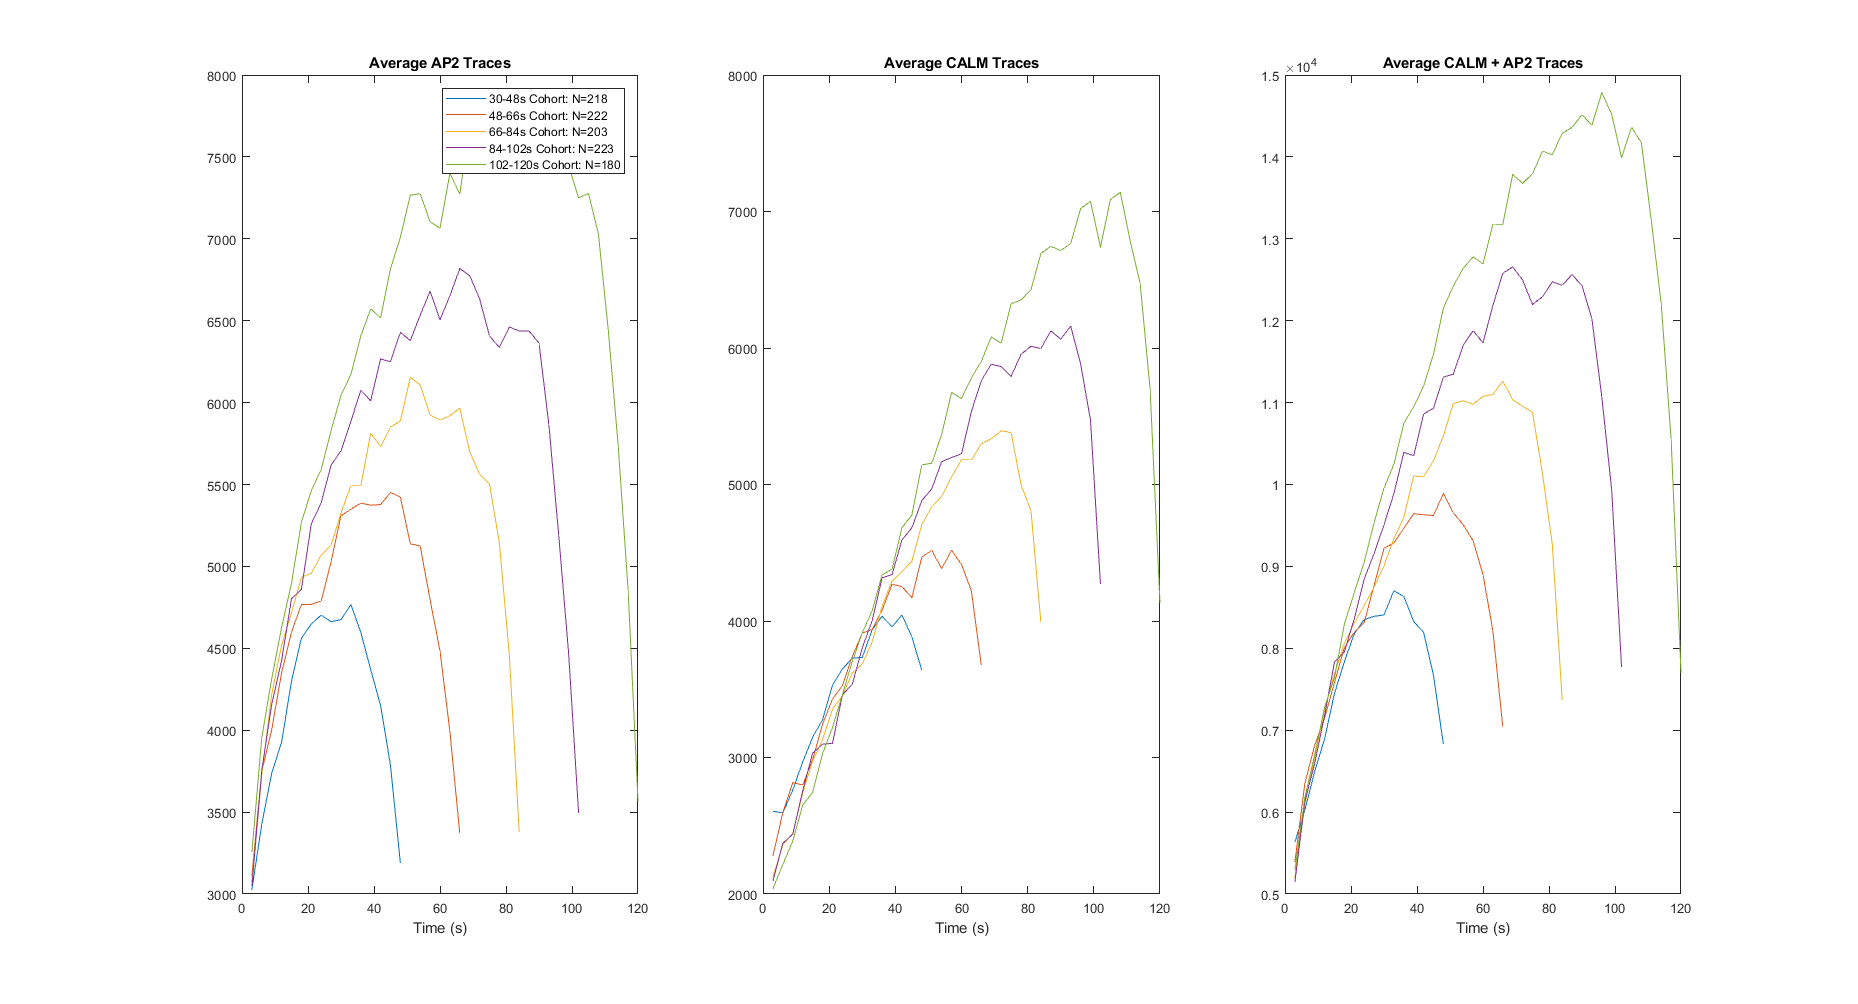 Average AP2 Traces
8000
7500
7000
6500
6000
5500
5000
4500
4000
3500
3000
0 20 40 60 80 100 120
Time (s)
30-48s Cohort: N=218
48-66s Cohort: N=222
66-84s Cohort: N=203
84-102s Cohort: N=223
102-120s Cohort: N=180
Average CALM Traces
8000
7000
6000
5000
4000
3000
2000
0 20 40 60 80 100 120
Time (s)
Average CALM + AP2 Traces
×10⁴
1.5
1.4
1.3
1.2
1.1
1
0.9
0.8
0.7
0.6
0.5
0 20 40 60 80 100 120
Time (s)